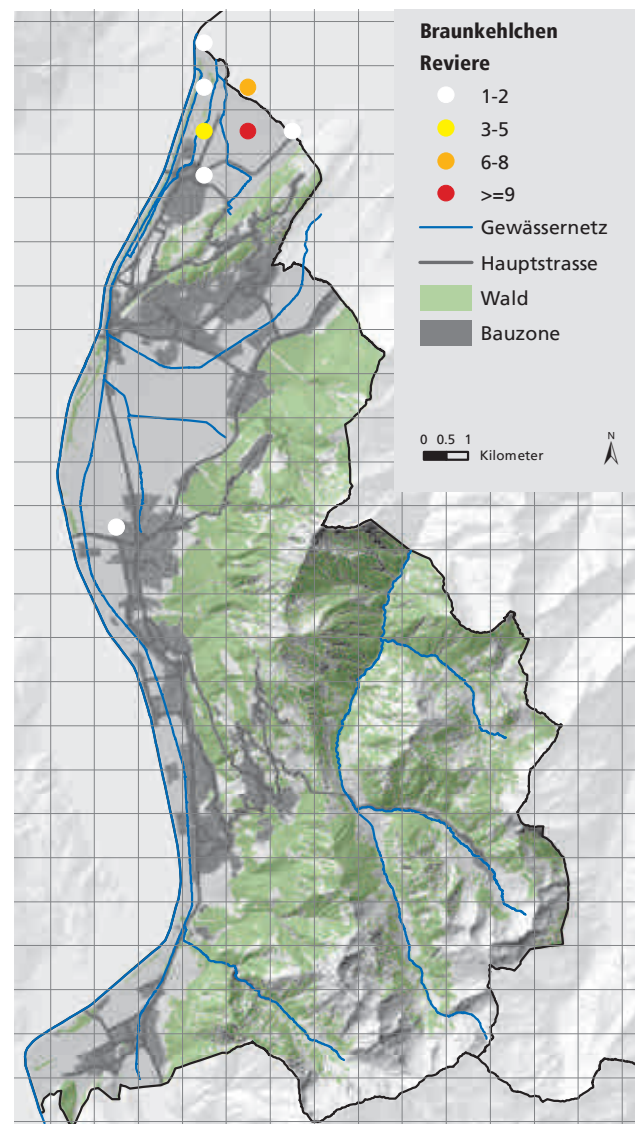 Braunkehlchen
Reviere
1-2
3-5
6-8
>=9
Gewässernetz
Hauptstrasse
Wald
Bauzone
0 0.5 1 Kilometer
N